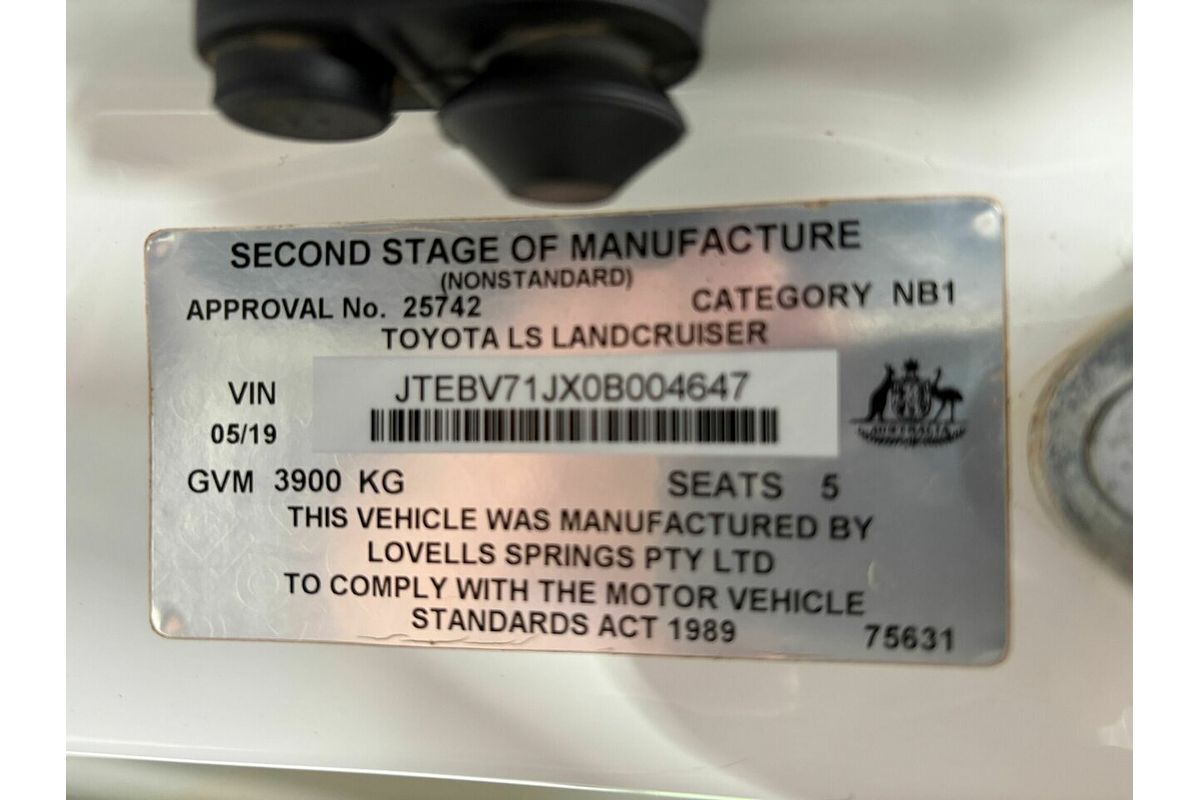 SECOND STAGE OF MANUFACTURE
(NONSTANDARD)
APPROVAL No. 25742 CATEGORY NB1
TOYOTA LS LANDCRUISER
VIN JTEBV71JX0B004647
05/19
AUSTRALIA
GVM 3900 KG SEATS 5
THIS VEHICLE WAS MANUFACTURED BY
LOVELLS SPRINGS PTY LTD
TO COMPLY WITH THE MOTOR VEHICLE
STANDARDS ACT 1989 75631